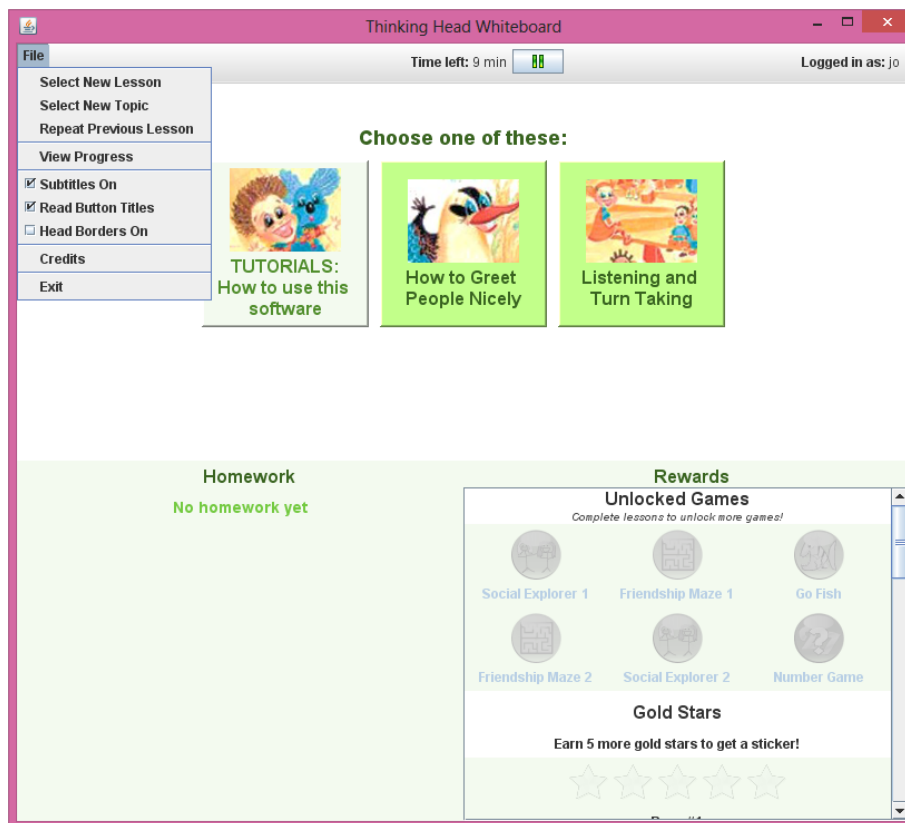 Thinking Head Whiteboard
File
Time left: 9 min
Logged in as: jo
Select New Lesson
Select New Topic
Repeat Previous Lesson
View Progress
Subtitles On
Read Button Titles
Head Borders On
Credits
Exit
Choose one of these:
TUTORIALS:
How to use this
software
How to Greet
People Nicely
Listening and
Turn Taking
Homework
No homework yet
Rewards
Unlocked Games
Complete lessons to unlock more games!
Social Explorer 1
Friendship Maze 1
Go Fish
Friendship Maze 2
Social Explorer 2
Number Game
Gold Stars
Earn 5 more gold stars to get a sticker!